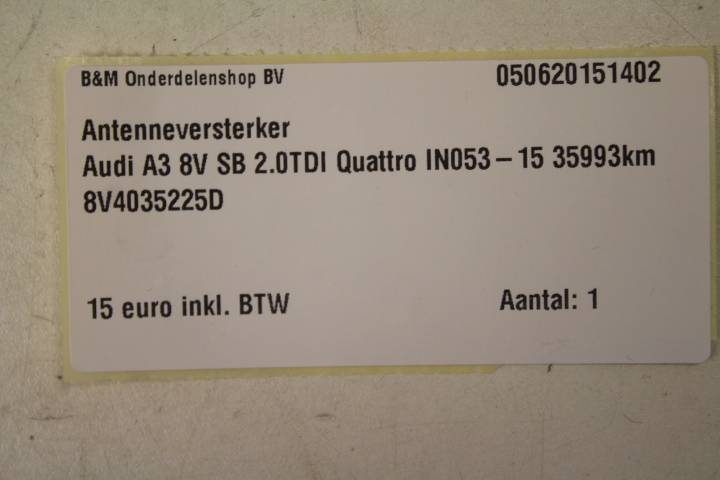 B&M Onderdelenshop BV 050620151402
Antenneversterker
Audi A3 8V SB 2.0TDI Quattro IN053–15 35993km
8V4035225D
15 euro inkl. BTW Aantal: 1